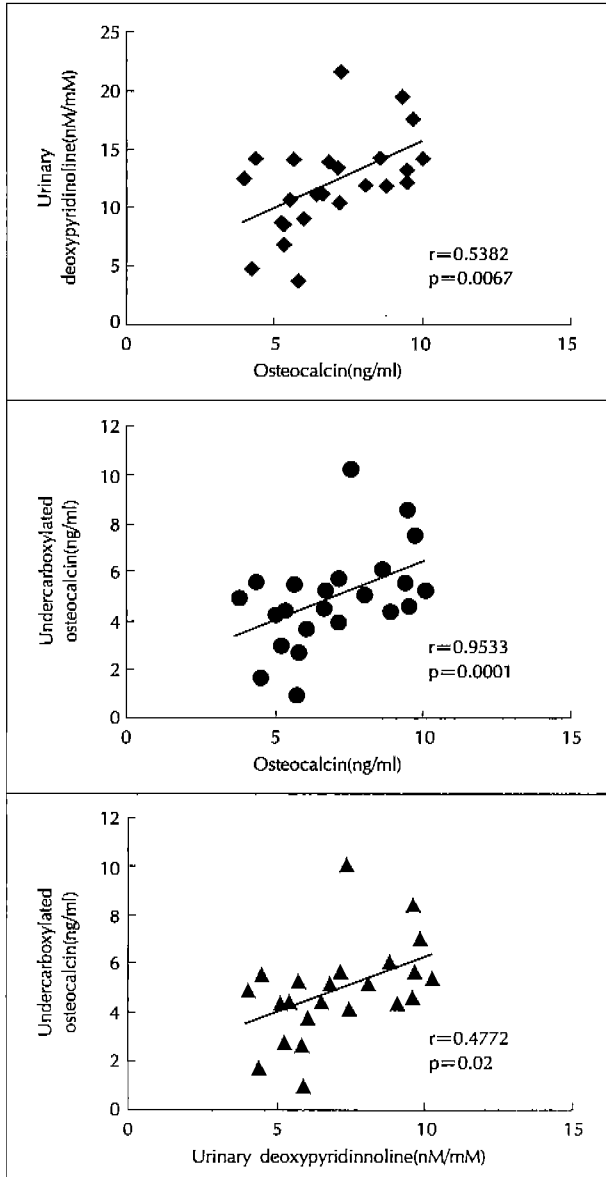 Urinary
deoxypyridinoline(nM/mM)
25
20
15
10
5
0
r=0.5382
p=0.0067
0
5
10
15
Osteocalcin(ng/ml)
Undercarboxylated
osteocalcin(ng/ml)
12
10
8
6
4
2
0
r=0.9533
p=0.0001
0
5
10
15
Osteocalcin(ng/ml)
Undercarboxylated
osteocalcin(ng/ml)
12
10
8
6
4
2
0
r=0.4772
p=0.02
0
5
10
15
Urinary deoxypyridinnoline(nM/mM)